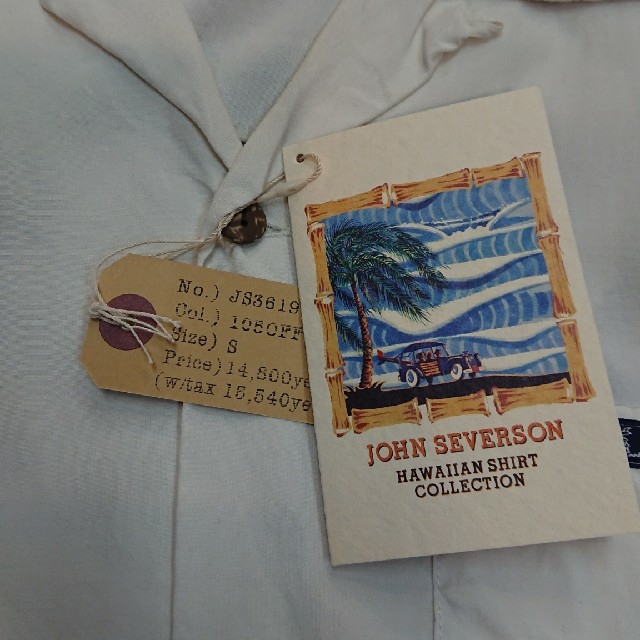 No.) JS3619
Col.) 105OFF
Size) S
Price) 14,800ye
(w/tax 15,540ye
JOHN SEVERSON
HAWAIIAN SHIRT
COLLECTION